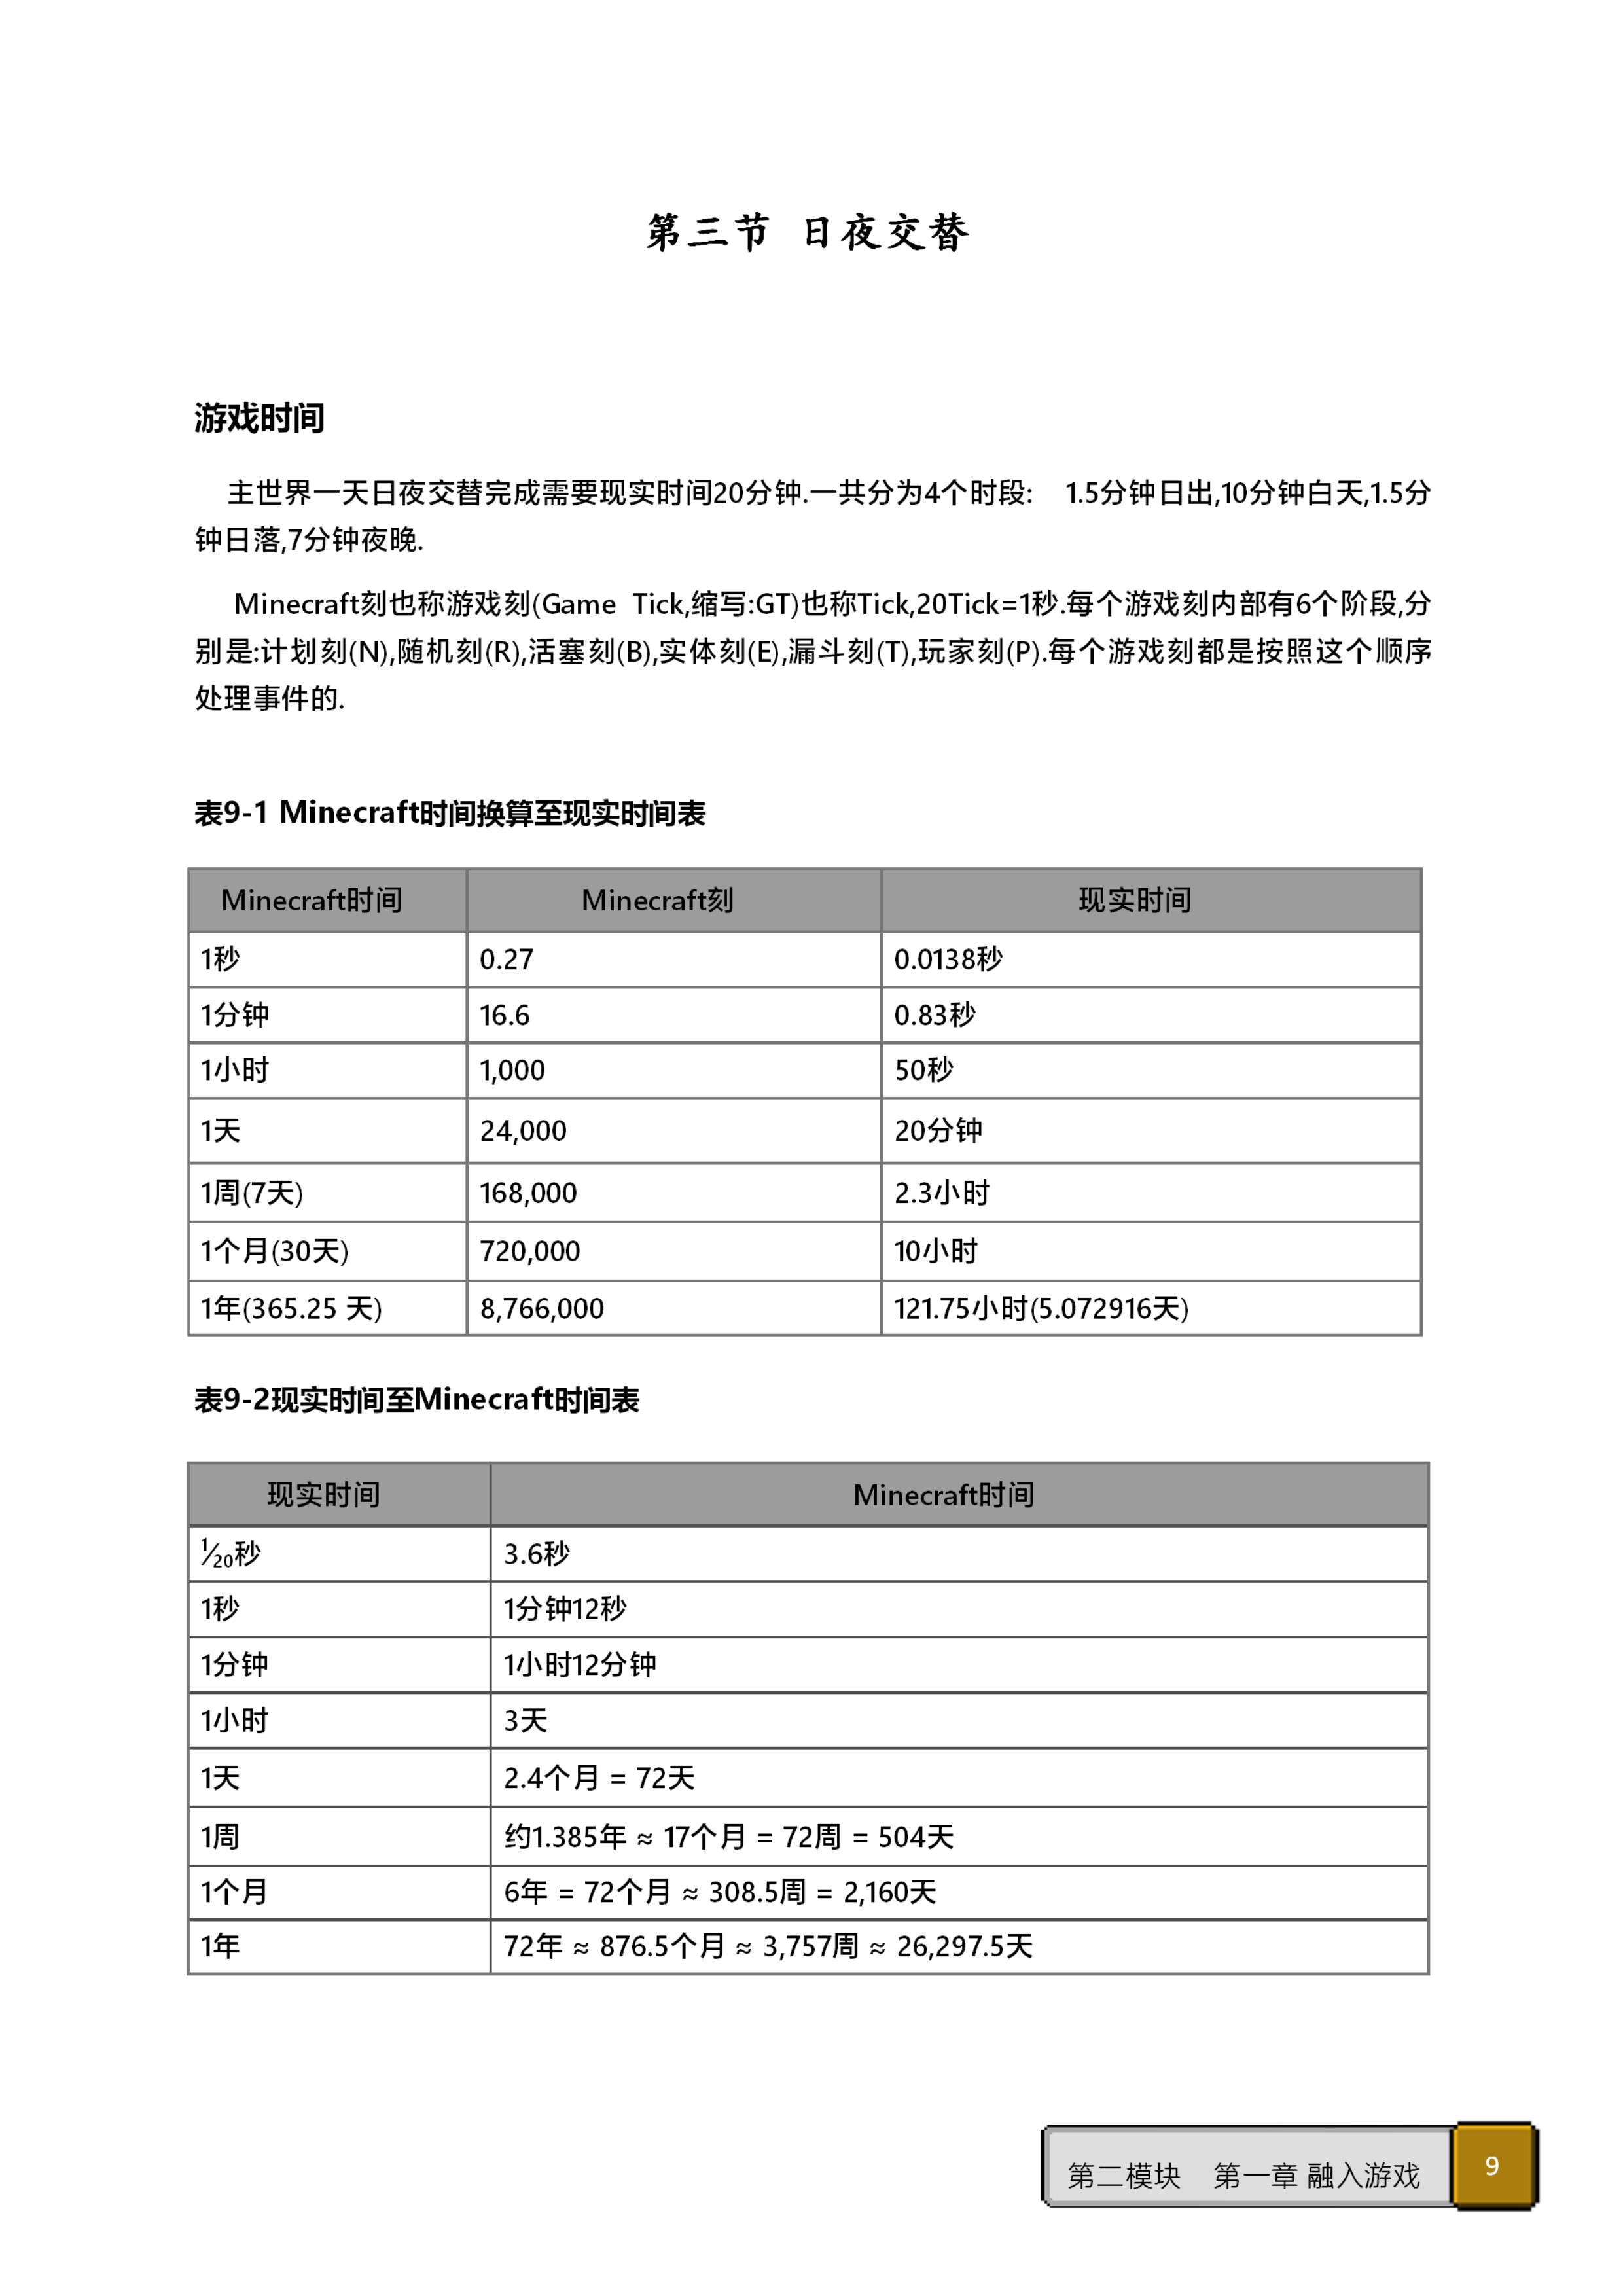 第三节 日夜交替
游戏时间
主世界一天日夜交替完成需要现实时间20分钟.一共分为4个时段: 1.5分钟日出,10分钟白天,1.5分
钟日落,7分钟夜晚.
Minecraft刻也称游戏刻(Game Tick,缩写:GT)也称Tick,20Tick=1秒.每个游戏刻内部有6个阶段,分
别是:计划刻(N),随机刻(R),活塞刻(B),实体刻(E),漏斗刻(T),玩家刻(P).每个游戏刻都是按照这个顺序
处理事件的.
表9-1 Minecraft时间换算至现实时间表
Minecraft时间 Minecraft刻 现实时间
1秒 0.27 0.0138秒
1分钟 16.6 0.83秒
1小时 1,000 50秒
1天 24,000 20分钟
1周(7天) 168,000 2.3小时
1个月(30天) 720,000 10小时
1年(365.25 天) 8,766,000 121.75小时(5.072916天)
表9-2现实时间至Minecraft时间表
现实时间 Minecraft时间
1⁄20秒 3.6秒
1秒 1分钟12秒
1分钟 1小时12分钟
1小时 3天
1天 2.4个月 = 72天
1周 约1.385年 ≈ 17个月 = 72周 = 504天
1个月 6年 = 72个月 ≈ 308.5周 = 2,160天
1年 72年 ≈ 876.5个月 ≈ 3,757周 ≈ 26,297.5天
第二模块 第一章 融入游戏 9